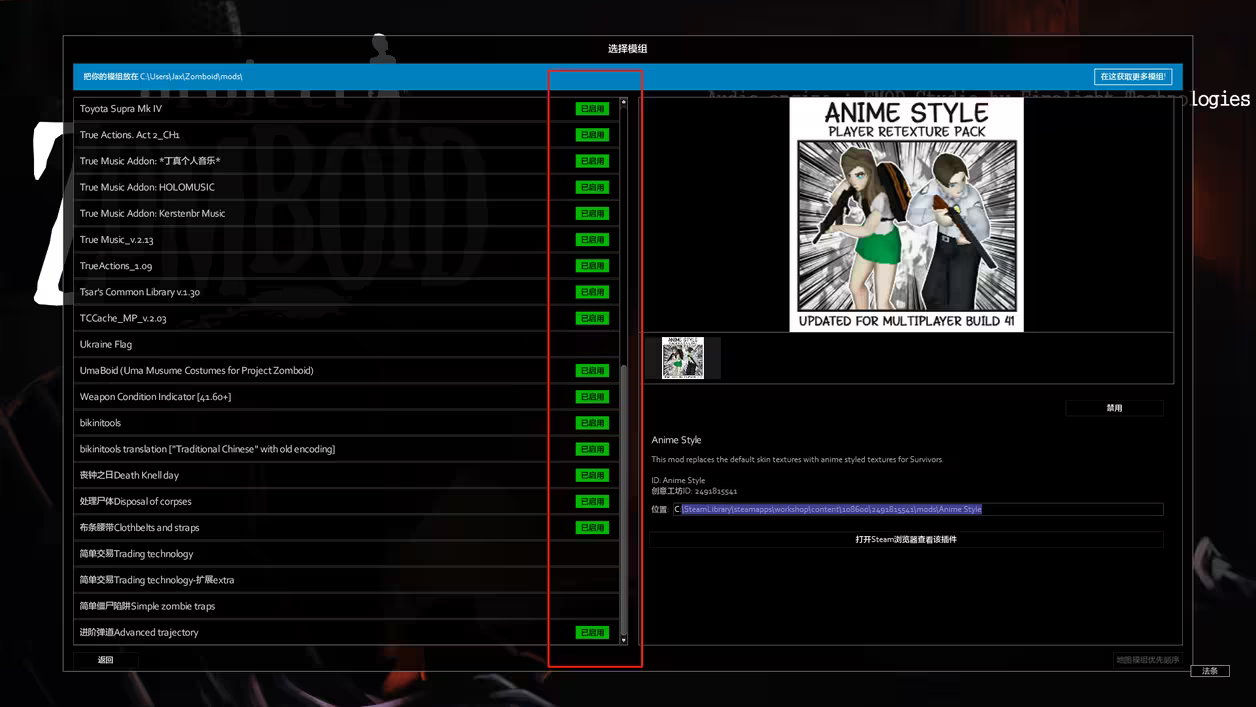 选择模组
把你的模组放在 C:\Users\Jax\Zomboid\mods\
在这获取更多模组!
ologies
Toyota Supra Mk IV 已启用
True Actions. Act 2_CH1 已启用
True Music Addon: *丁真个人音乐* 已启用
True Music Addon: HOLOMUSIC 已启用
True Music Addon: Kerstenbr Music 已启用
True Music_v.2.13 已启用
TrueActions_1.09 已启用
Tsar's Common Library v.1.30 已启用
TCCache_MP_v.2.03 已启用
Ukraine Flag
UmaBoid (Uma Musume Costumes for Project Zomboid) 已启用
Weapon Condition Indicator [41.60+] 已启用
bikinitools 已启用
bikinitools translation ["Traditional Chinese" with old encoding] 已启用
丧钟之日Death Knell day 已启用
处理尸体Disposal of corpses 已启用
布条腰带Clothbelts and straps 已启用
简单交易Trading technology
简单交易Trading technology-扩展extra
简单僵尸陷阱Simple zombie traps
进阶弹道Advanced trajectory 已启用
返回
ANIME STYLE
PLAYER RETEXTURE PACK
UPDATED FOR MULTIPLAYER BUILD 41
禁用
Anime Style
This mod replaces the default skin textures with anime styled textures for Survivors.
ID: Anime Style
创意工坊ID: 2491815541
位置: C:\SteamLibrary\steamapps\workshop\content\108600\2491815541\mods\Anime Style
打开Steam浏览器查看该插件
地图模组优先顺序
法条